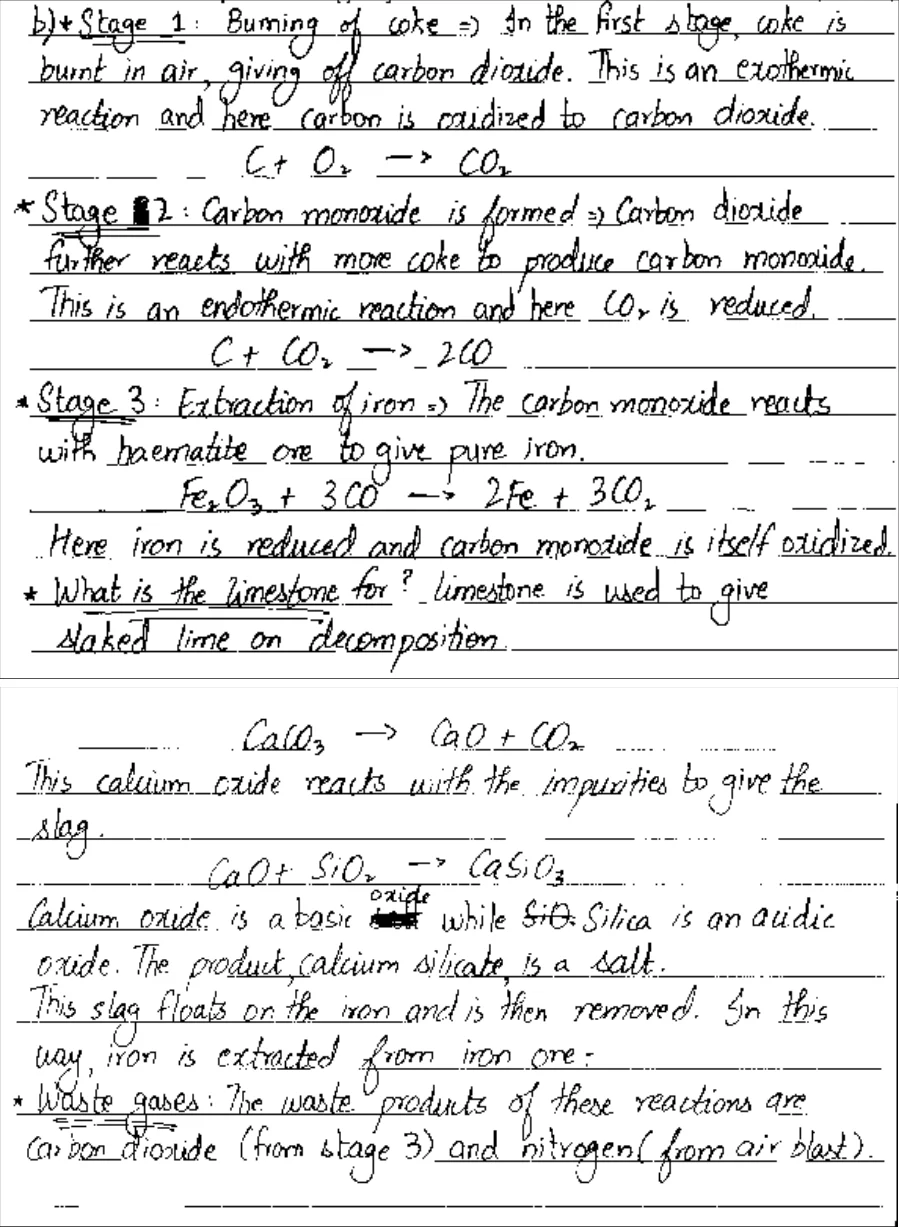 b)* Stage 1: Burning of coke => In the first stage, coke is
burnt in air, giving off carbon dioxide. This is an exothermic
reaction and here carbon is oxidized to carbon dioxide.
C + O₂ → CO₂
* Stage 2: Carbon monoxide is formed => Carbon dioxide
further reacts with more coke to produce carbon monoxide.
This is an endothermic reaction and here CO₂ is reduced.
C + CO₂ → 2CO
* Stage 3: Extraction of iron => The carbon monoxide reacts
with haematite ore to give pure iron.
Fe₂O₃ + 3CO → 2Fe + 3CO₂
Here iron is reduced and carbon monoxide is itself oxidized.
* What is the limestone for? limestone is used to give
slaked lime on decomposition.
CaCO₃ → CaO + CO₂
This calcium oxide reacts with the impurities to give the
slag.
CaO + SiO₂ → CaSiO₃
Calcium oxide is a basic oxide while SiO₂ Silica is an acidic
oxide. The product, calcium silicate, is a salt.
This slag floats on the iron and is then removed. In this
way, iron is extracted from iron ore:-
* Waste gases: The waste products of these reactions are
carbon dioxide (from stage 3) and nitrogen (from air blast).